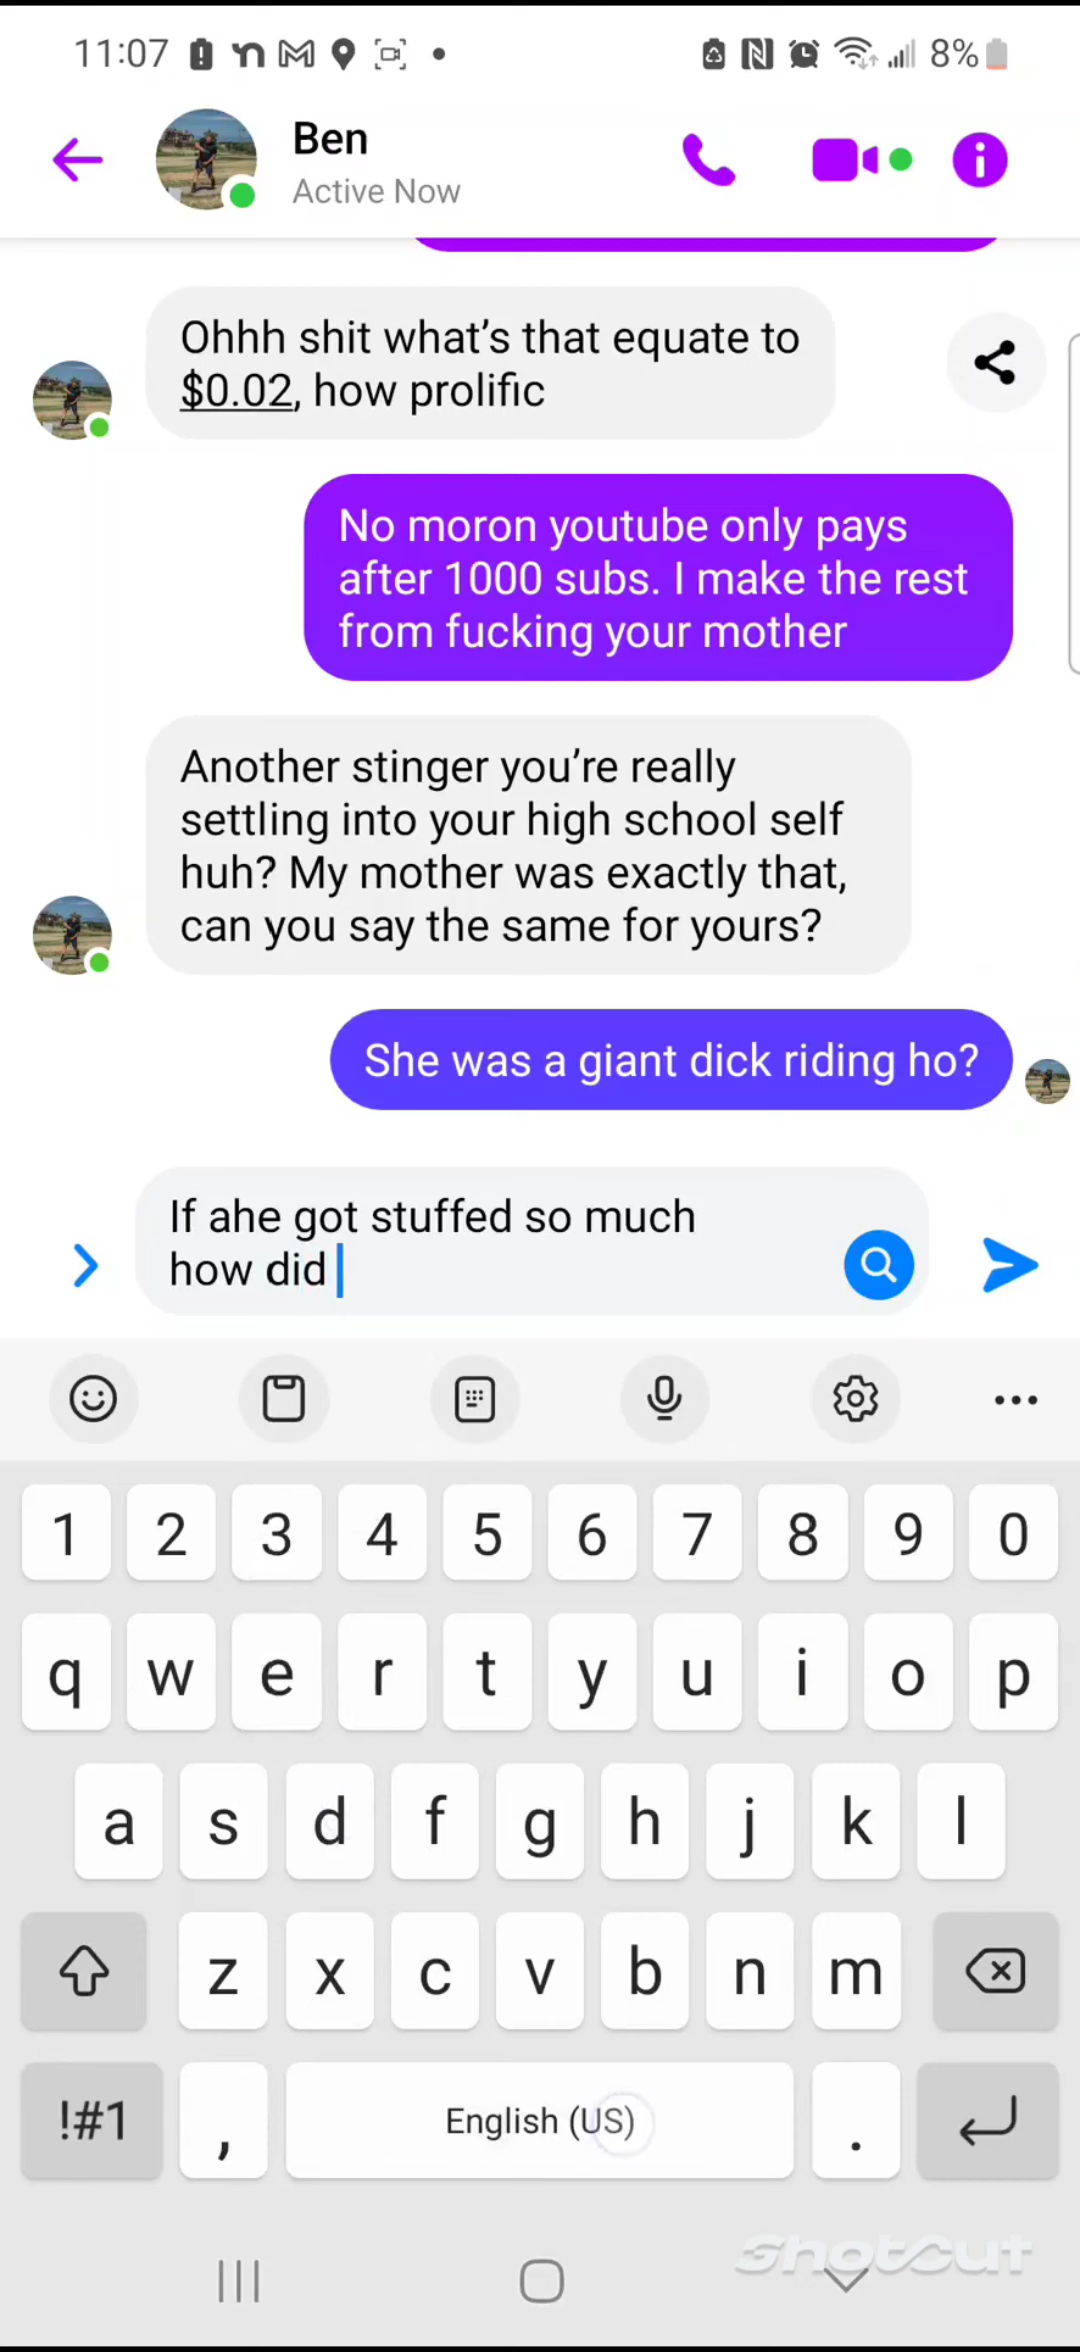 11:07
8%
Ben
Active Now
Ohhh shit what's that equate to
$0.02, how prolific
No moron youtube only pays
after 1000 subs. I make the rest
from fucking your mother
Another stinger you're really
settling into your high school self
huh? My mother was exactly that,
can you say the same for yours?
She was a giant dick riding ho?
If ahe got stuffed so much
how did
1 2 3 4 5 6 7 8 9 0
q w e r t y u i o p
a s d f g h j k l
z x c v b n m
!#1 , English (US) .
Shotcut